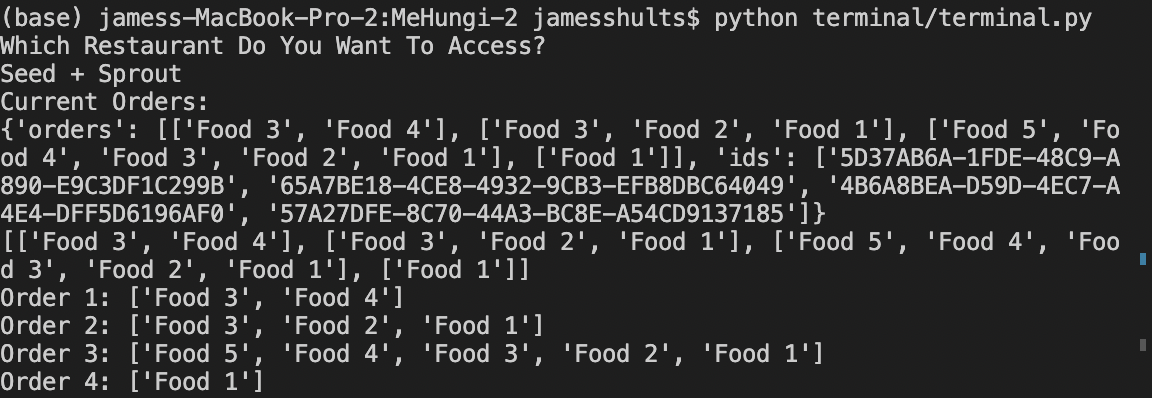 (base) jamess-MacBook-Pro-2:MeHungi-2 jamesshults$ python terminal/terminal.py
Which Restaurant Do You Want To Access?
Seed + Sprout
Current Orders:
{'orders': [['Food 3', 'Food 4'], ['Food 3', 'Food 2', 'Food 1'], ['Food 5', 'Fo
od 4', 'Food 3', 'Food 2', 'Food 1'], ['Food 1']], 'ids': ['5D37AB6A-1FDE-48C9-A
890-E9C3DF1C299B', '65A7BE18-4CE8-4932-9CB3-EFB8DBC64049', '4B6A8BEA-D59D-4EC7-A
4E4-DFF5D6196AF0', '57A27DFE-8C70-44A3-BC8E-A54CD9137185']}
[['Food 3', 'Food 4'], ['Food 3', 'Food 2', 'Food 1'], ['Food 5', 'Food 4', 'Foo
d 3', 'Food 2', 'Food 1'], ['Food 1']]
Order 1: ['Food 3', 'Food 4']
Order 2: ['Food 3', 'Food 2', 'Food 1']
Order 3: ['Food 5', 'Food 4', 'Food 3', 'Food 2', 'Food 1']
Order 4: ['Food 1']